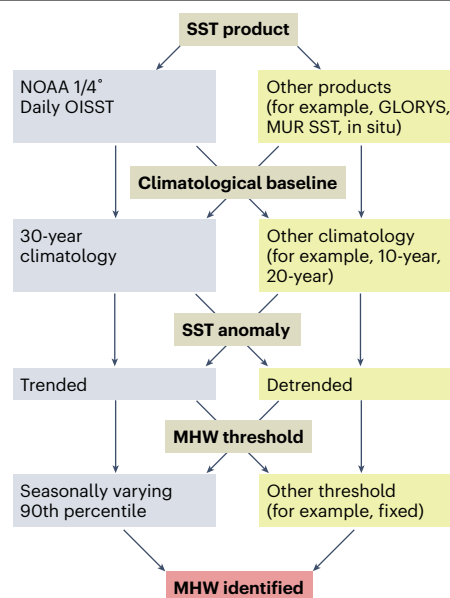 SST product
NOAA 1/4°
Daily OISST
Other products
(for example, GLORYS,
MUR SST, in situ)
Climatological baseline
30-year
climatology
Other climatology
(for example, 10-year,
20-year)
SST anomaly
Trended
Detrended
MHW threshold
Seasonally varying
90th percentile
Other threshold
(for example, fixed)
MHW identified